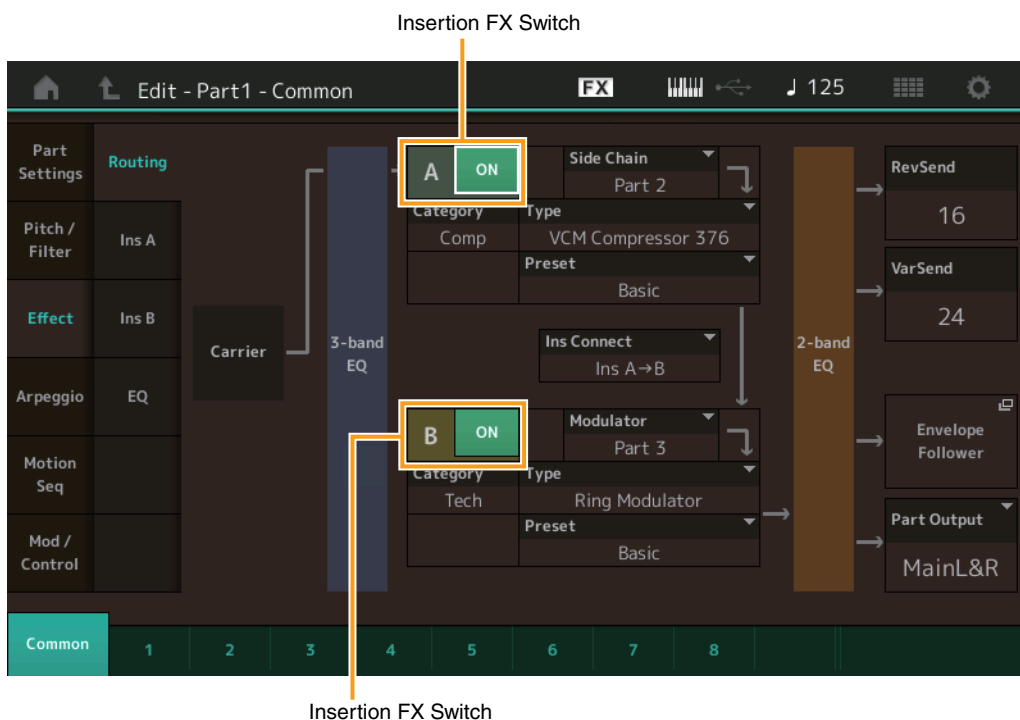 Insertion FX Switch
Edit - Part1 - Common
FX
125
Part
Settings
Routing
Pitch /
Filter
Ins A
Effect
Ins B
Arpeggio
EQ
Motion
Seq
Mod /
Control
Carrier
3-band
EQ
A
ON
Side Chain
Part 2
Category
Comp
Type
VCM Compressor 376
Preset
Basic
Ins Connect
Ins A→B
B
ON
Modulator
Part 3
Category
Tech
Type
Ring Modulator
Preset
Basic
2-band
EQ
RevSend
16
VarSend
24
Envelope
Follower
Part Output
MainL&R
Common 1 2 3 4 5 6 7 8
Insertion FX Switch